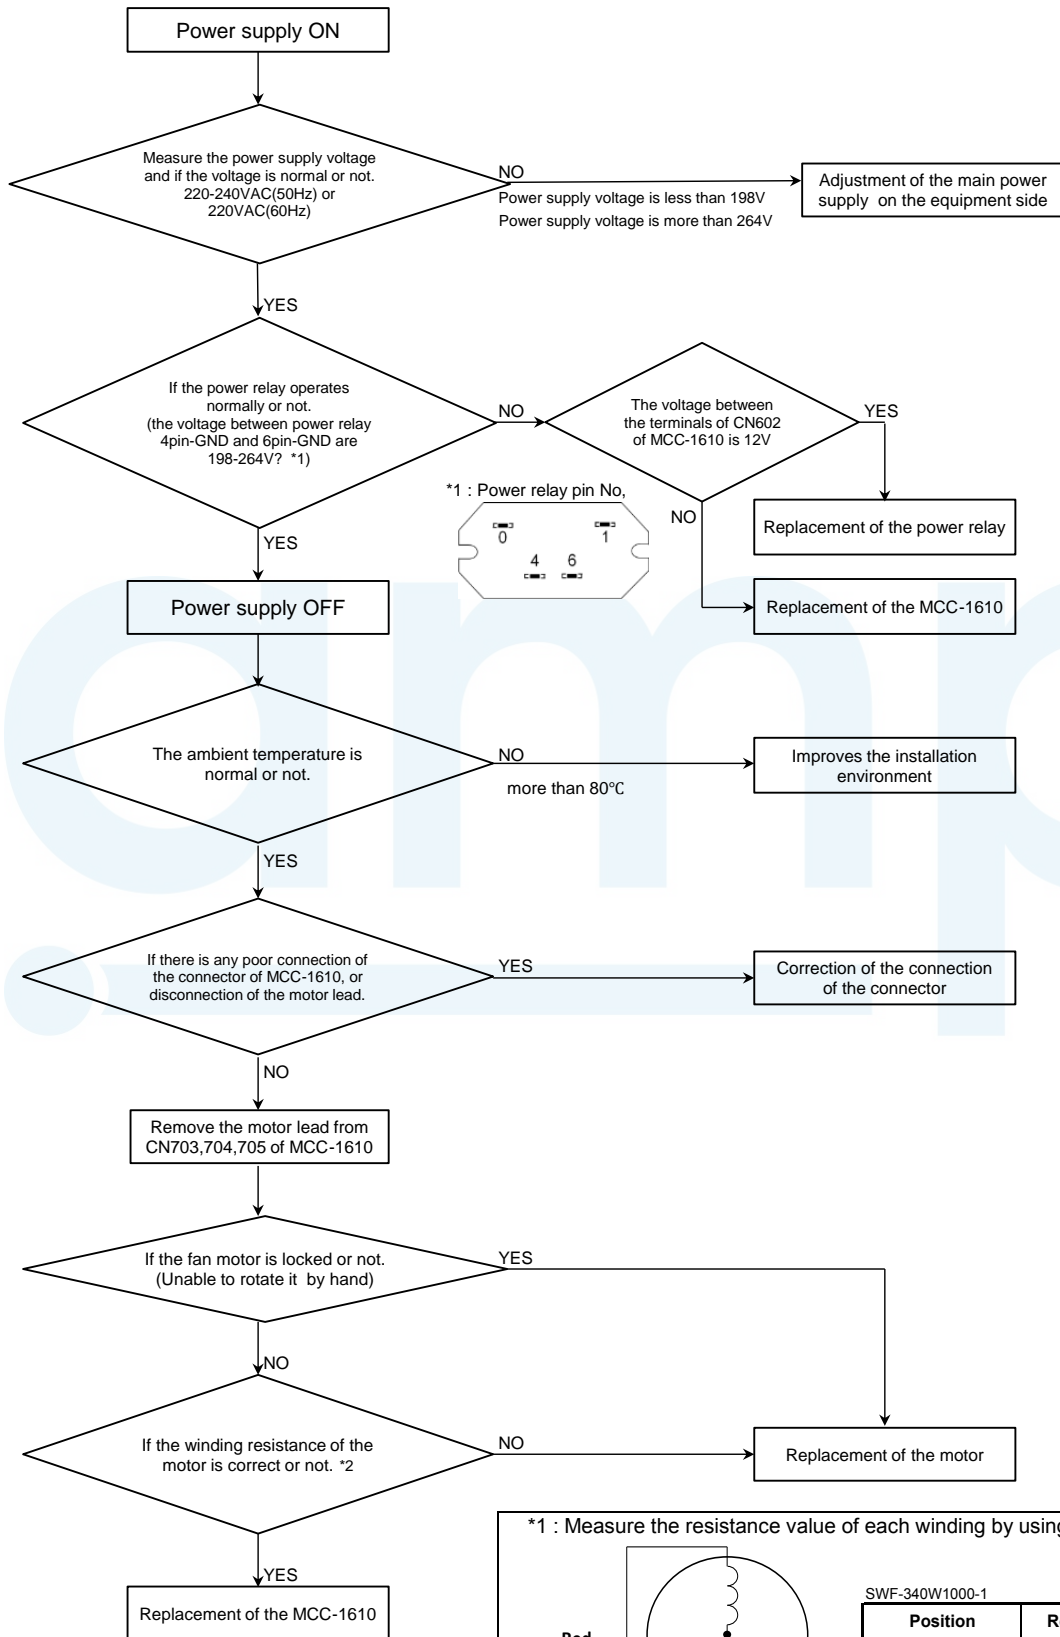 Power supply ON
Measure the power supply voltage
and if the voltage is normal or not.
220-240VAC(50Hz) or
220VAC(60Hz)
NO
Power supply voltage is less than 198V
Power supply voltage is more than 264V
Adjustment of the main power
supply on the equipment side
YES
If the power relay operates
normally or not.
(the voltage between power relay
4pin-GND and 6pin-GND are
198-264V? *1)
NO
The voltage between
the terminals of CN602
of MCC-1610 is 12V
YES
Replacement of the power relay
NO
Replacement of the MCC-1610
*1 : Power relay pin No,
0
1
4
6
YES
Power supply OFF
The ambient temperature is
normal or not.
NO
more than 80℃
Improves the installation
environment
YES
If there is any poor connection of
the connector of MCC-1610, or
disconnection of the motor lead.
YES
Correction of the connection
of the connector
NO
Remove the motor lead from
CN703,704,705 of MCC-1610
If the fan motor is locked or not.
(Unable to rotate it by hand)
YES
NO
If the winding resistance of the
motor is correct or not. *2
NO
Replacement of the motor
YES
Replacement of the MCC-1610
*1 : Measure the resistance value of each winding by using
SWF-340W1000-1
Position
Red
amp